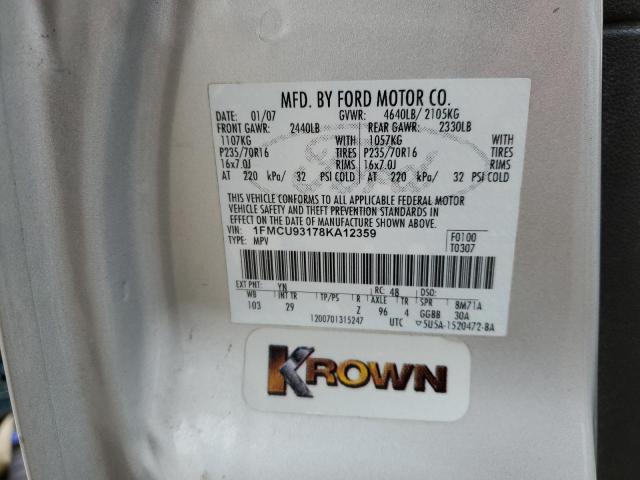 MFD. BY FORD MOTOR CO.
DATE: 01/07 GVWR: 4640LB/ 2105KG
FRONT GAWR: 2440LB REAR GAWR: 2330LB
1107KG WITH 1057KG WITH
P235/70R16 TIRES P235/70R16 TIRES
16x7.0J RIMS 16x7.0J RIMS
AT 220 kPa/ 32 PSI COLD AT 220 kPa/ 32 PSI COLD
THIS VEHICLE CONFORMS TO ALL APPLICABLE FEDERAL MOTOR
VEHICLE SAFETY AND THEFT PREVENTION STANDARDS IN
EFFECT ON THE DATE OF MANUFACTURE SHOWN ABOVE.
VIN: 1FMCU93178KA12359 F0100
TYPE: MPV T0307
EXT PNT: YN RC: 48 DSO:
WB INT TR TP/PS R AXLE TR SPR 8M71A
103 29 Z 96 4 GGBB 30A
1200701315247 UTC ▽5U5A-1520472-BA
Ford
KROWN